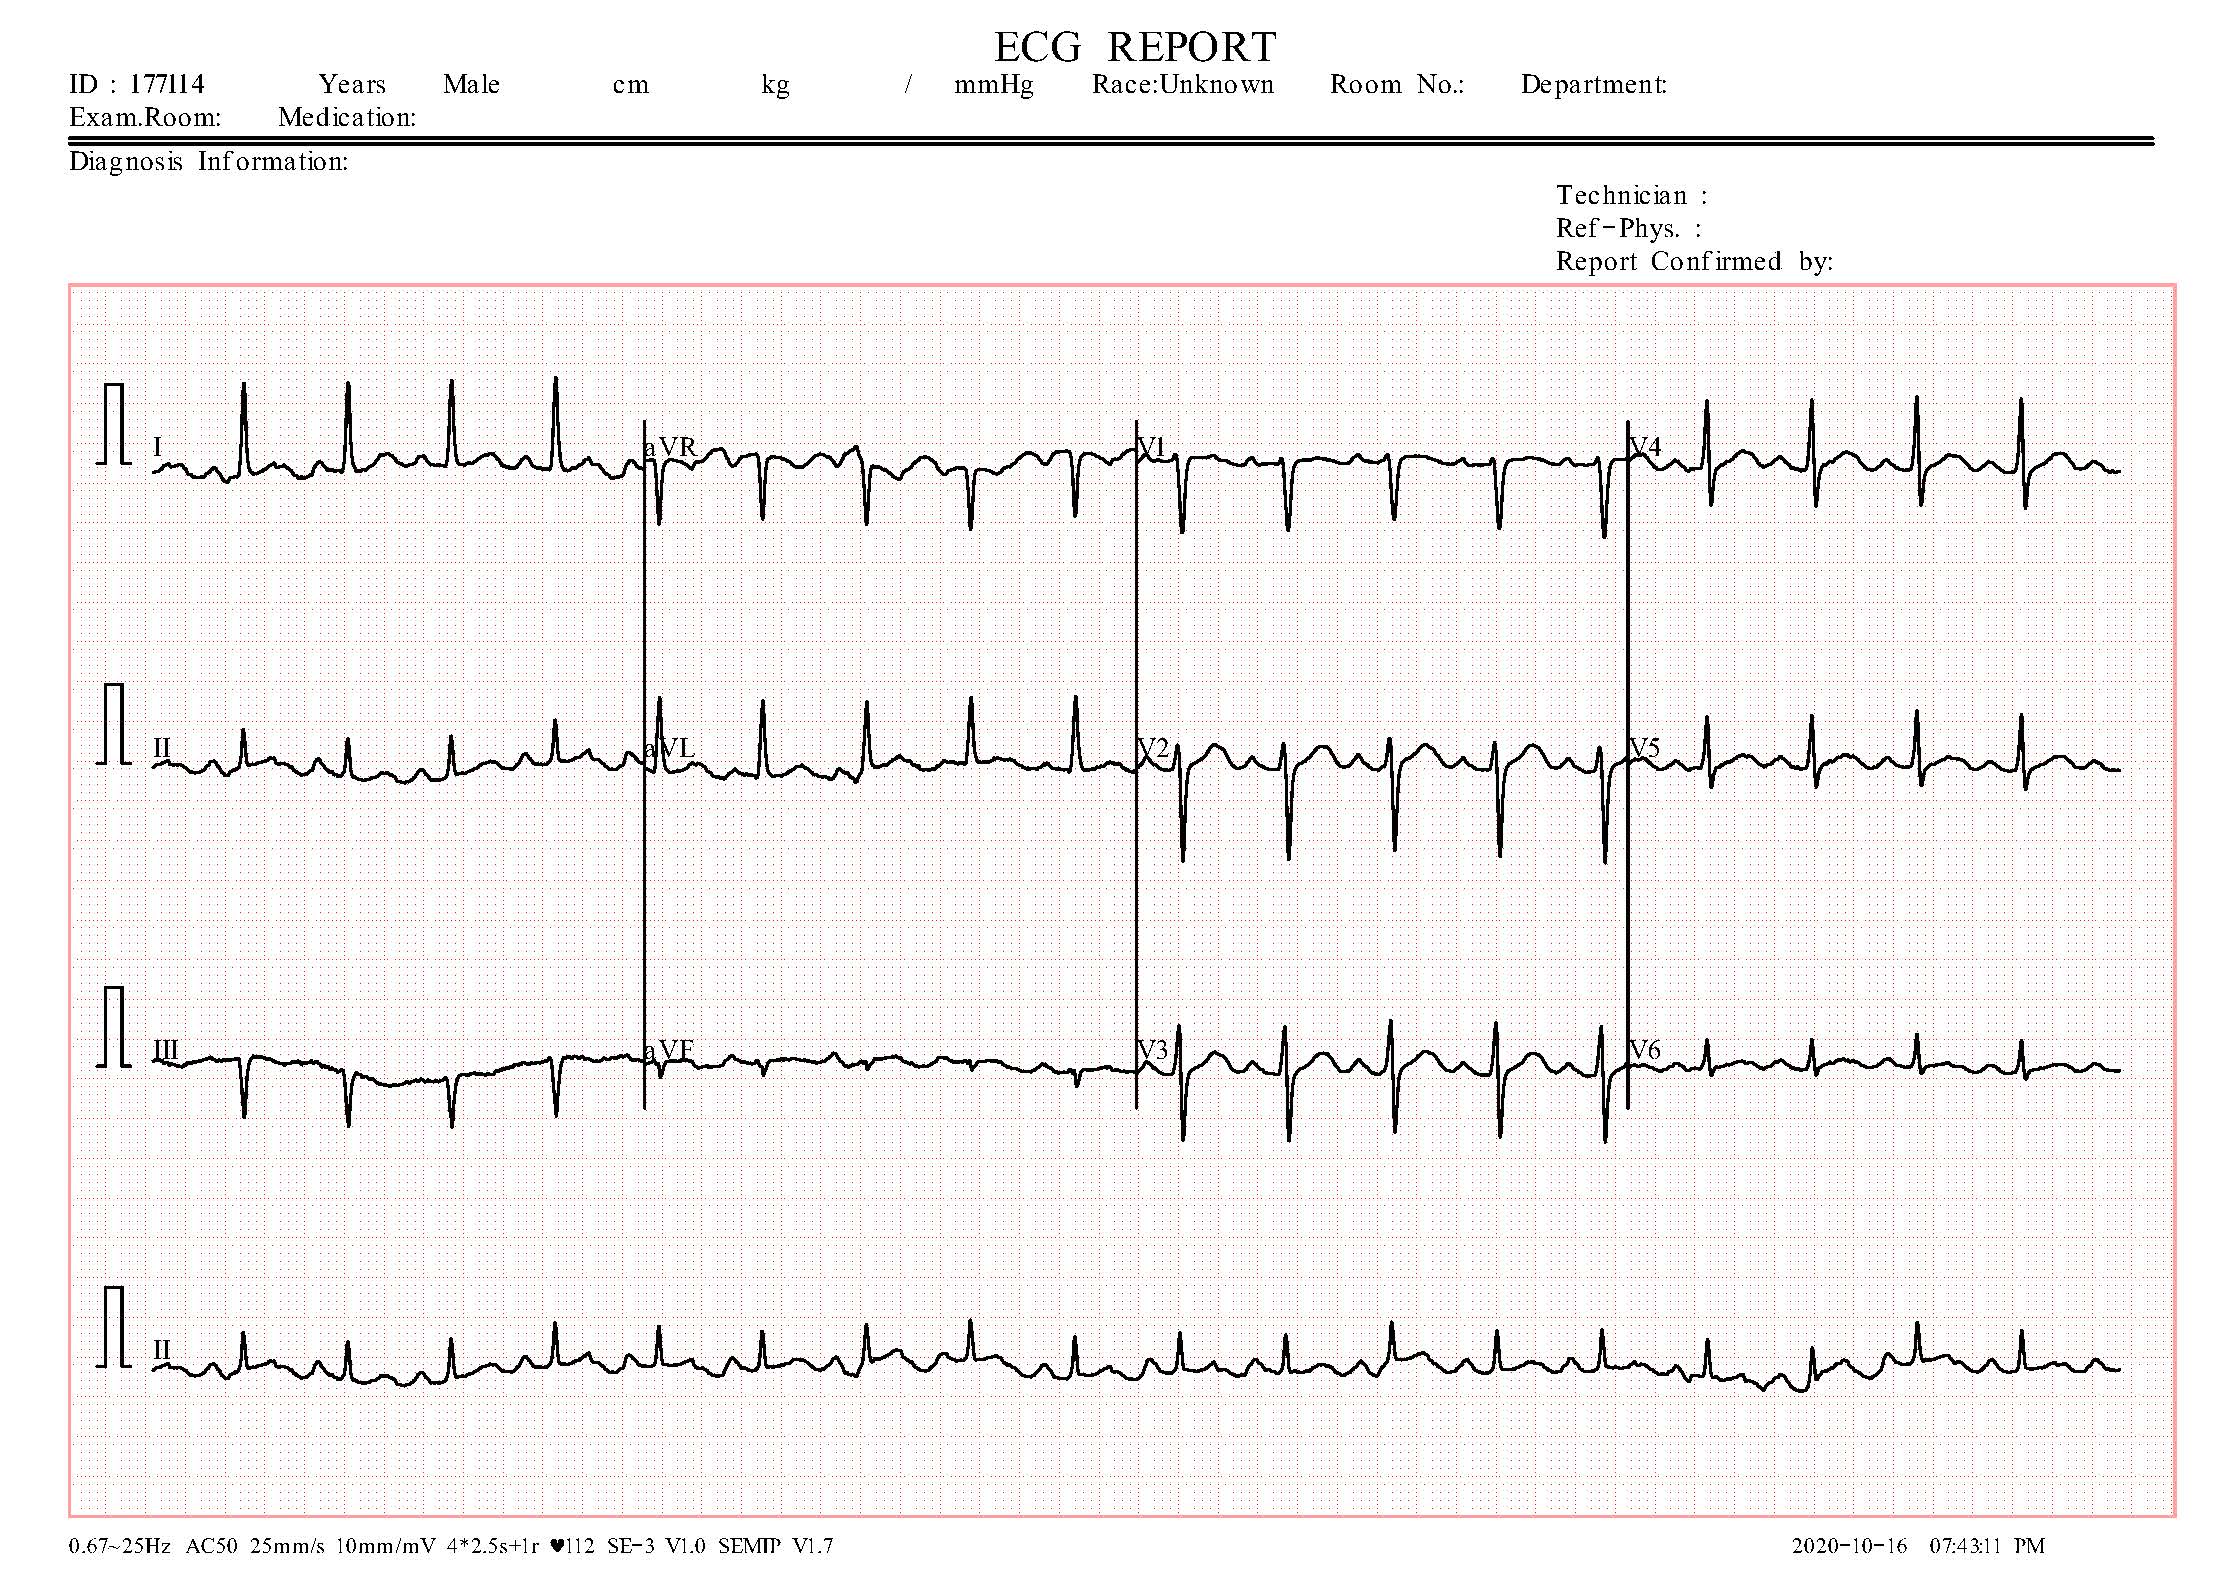 ECG REPORT
ID : 177114 Years Male cm kg / mmHg Race:Unknown Room No.: Department:
Exam.Room: Medication:
Diagnosis Information:
Technician :
Ref-Phys. :
Report Confirmed by:
I aVR V1 V4
II aVL V2 V5
III aVF V3 V6
II
0.67~25Hz AC50 25mm/s 10mm/mV 4*2.5s+1r ♥112 SE-3 V1.0 SEMIP V1.7 2020-10-16 07:43:11 PM